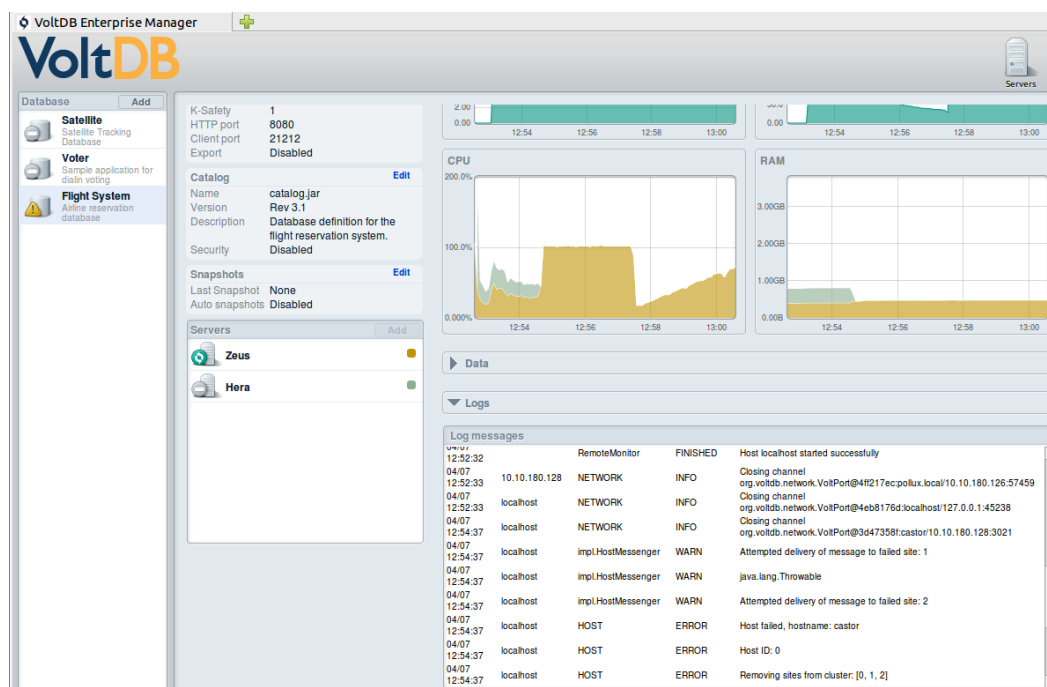 VoltDB Enterprise Manager
VoltDB
Servers
Database Add
Satellite
Satellite Tracking
Database
Voter
Sample application for
dialin voting
Flight System
Airline reservation
database
K-Safety 1
HTTP port 8080
Client port 21212
Export Disabled
Catalog Edit
Name catalog.jar
Version Rev 3.1
Description Database definition for the
flight reservation system.
Security Disabled
Snapshots Edit
Last Snapshot None
Auto snapshots Disabled
Servers Add
Zeus
Hera
2.00
0.00
12:54 12:56 12:58 13:00
0.00
12:54 12:56 12:58 13:00
CPU
200.0%
100.0%
0.000%
12:54 12:56 12:58 13:00
RAM
3.00GB
2.00GB
1.00GB
0.00B
12:54 12:56 12:58 13:00
Data
Logs
Log messages
04/07
12:52:32 RemoteMonitor FINISHED Host localhost started successfully
04/07
12:52:33 10.10.180.128 NETWORK INFO Closing channel
org.voltdb.network.VoltPort@4ff217ec:pollux.local/10.10.180.126:57459
04/07
12:52:33 localhost NETWORK INFO Closing channel
org.voltdb.network.VoltPort@4eb8176d:localhost/127.0.0.1:45238
04/07
12:54:37 localhost NETWORK INFO Closing channel
org.voltdb.network.VoltPort@3d47358f:castor/10.10.180.128:3021
04/07
12:54:37 localhost impl.HostMessenger WARN Attempted delivery of message to failed site: 1
04/07
12:54:37 localhost impl.HostMessenger WARN java.lang.Throwable
04/07
12:54:37 localhost impl.HostMessenger WARN Attempted delivery of message to failed site: 2
04/07
12:54:37 localhost HOST ERROR Host failed, hostname: castor
04/07
12:54:37 localhost HOST ERROR Host ID: 0
04/07
12:54:37 localhost HOST ERROR Removing sites from cluster: [0, 1, 2]